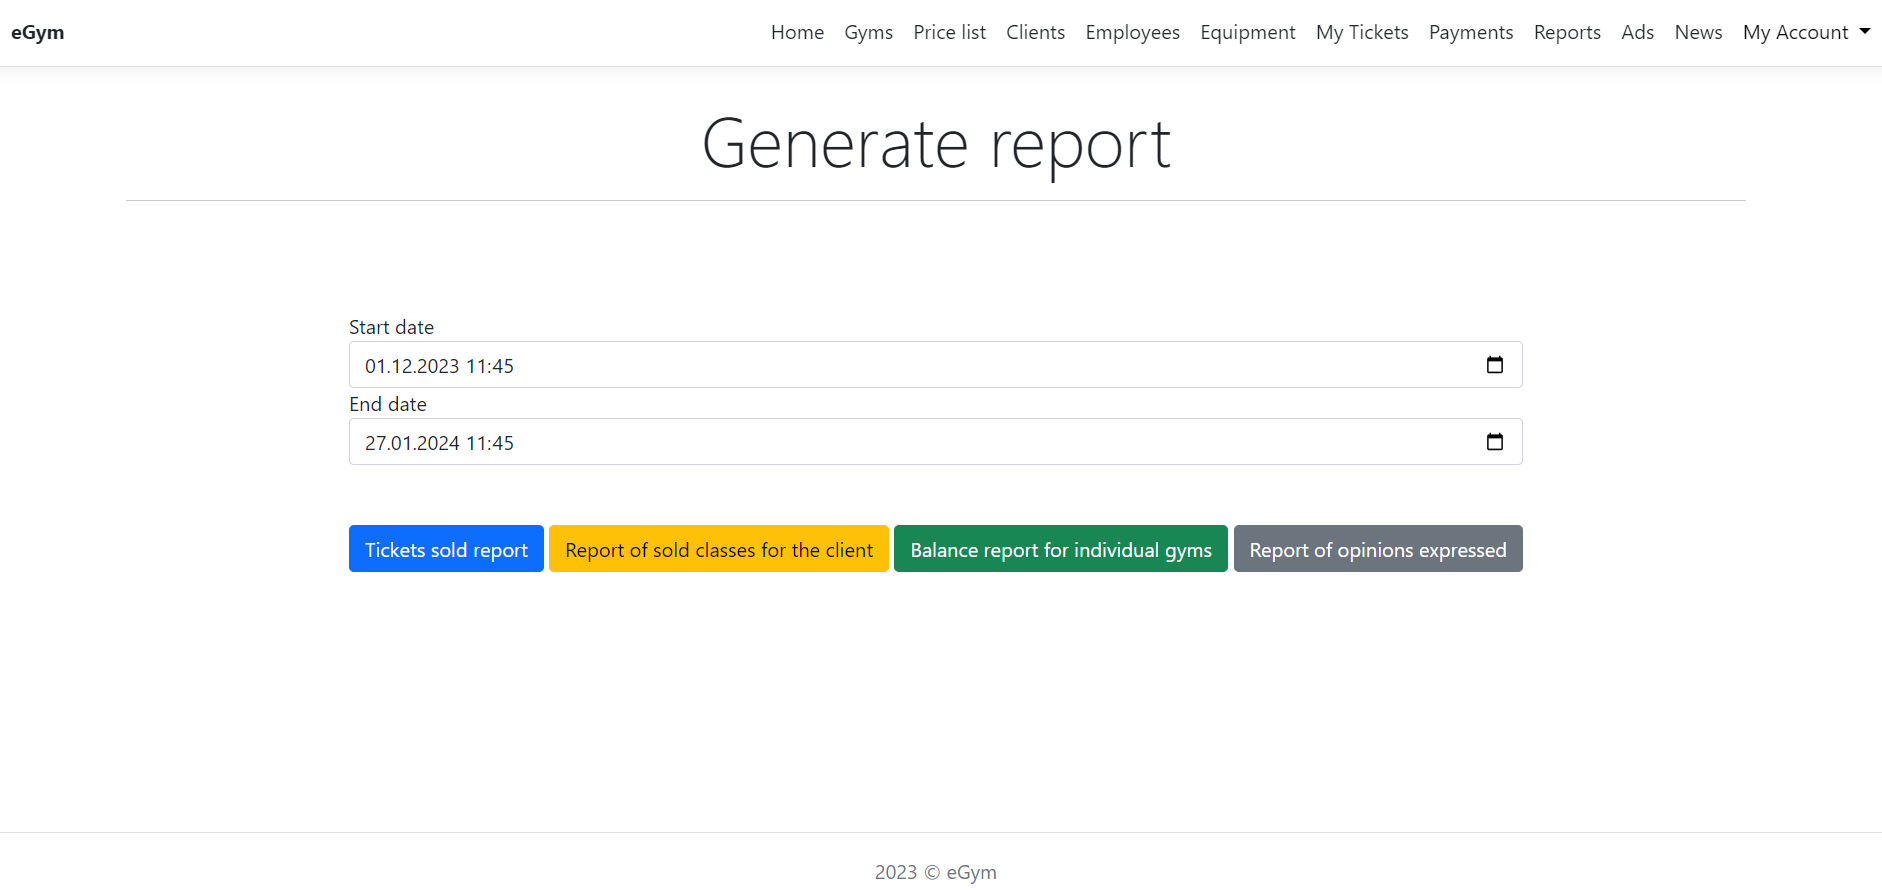 eGym Home Gyms Price list Clients Employees Equipment My Tickets Payments Reports Ads News My Account
Generate report
Start date
01.12.2023 11:45
End date
27.01.2024 11:45
Tickets sold report Report of sold classes for the client Balance report for individual gyms Report of opinions expressed
2023 © eGym